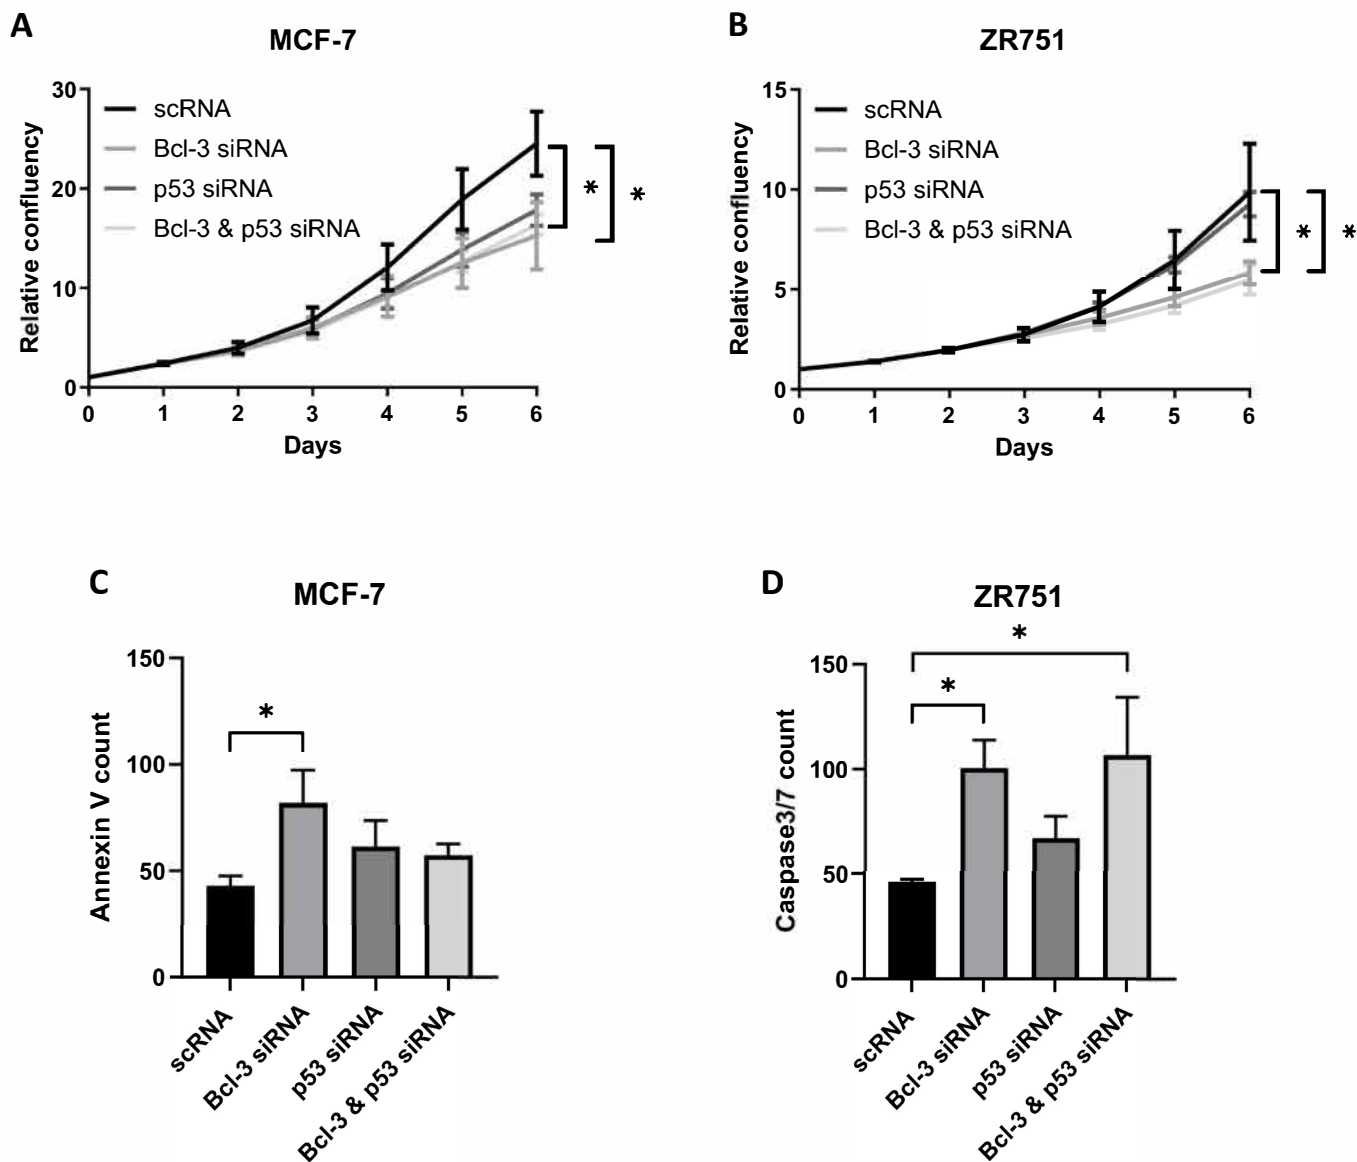 A
MCF-7
30
20
10
0
Relative confluency
scRNA
Bcl-3 siRNA
p53 siRNA
Bcl-3 & p53 siRNA
*
*
0 1 2 3 4 5 6
Days
B
ZR751
15
10
5
0
Relative confluency
scRNA
Bcl-3 siRNA
p53 siRNA
Bcl-3 & p53 siRNA
*
*
0 1 2 3 4 5 6
Days
C
MCF-7
150
100
50
0
Annexin V count
*
scRNA
Bcl-3 siRNA
p53 siRNA
Bcl-3 & p53 siRNA
D
ZR751
150
100
50
0
Caspase3/7 count
*
*
scRNA
Bcl-3 siRNA
p53 siRNA
Bcl-3 & p53 siRNA